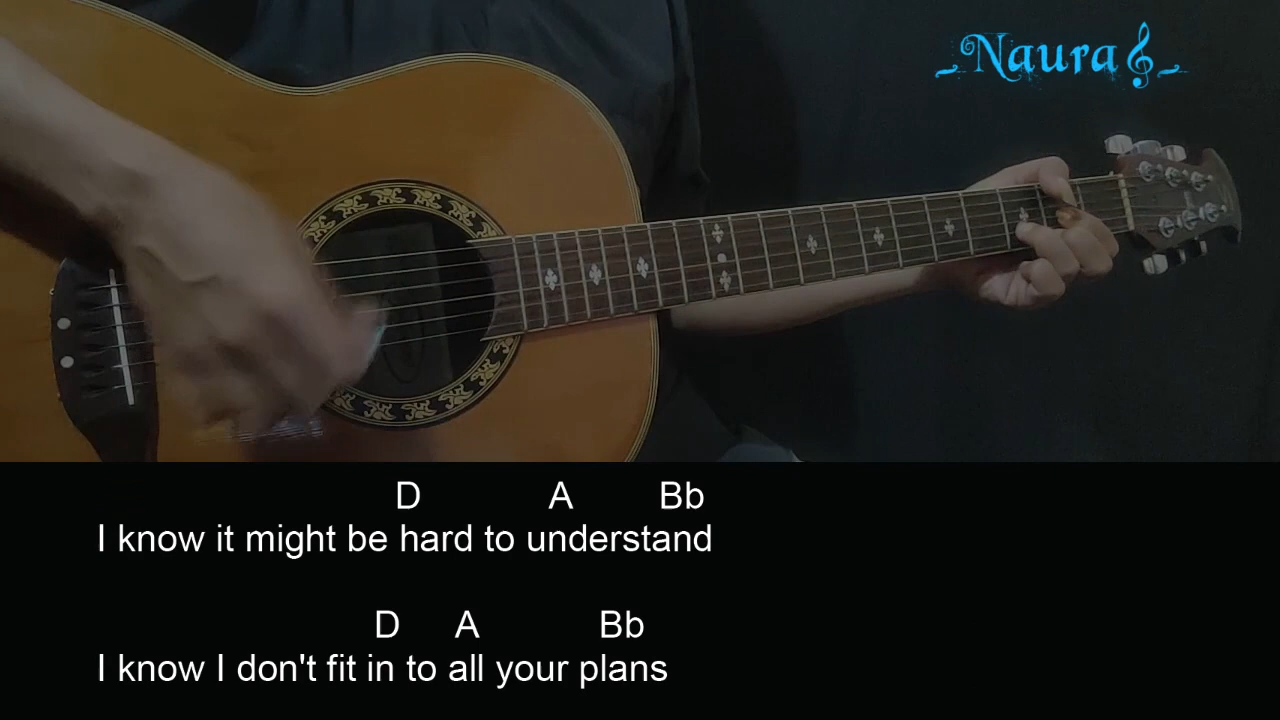 Naura
D A Bb
I know it might be hard to understand
D A Bb
I know I don't fit in to all your plans